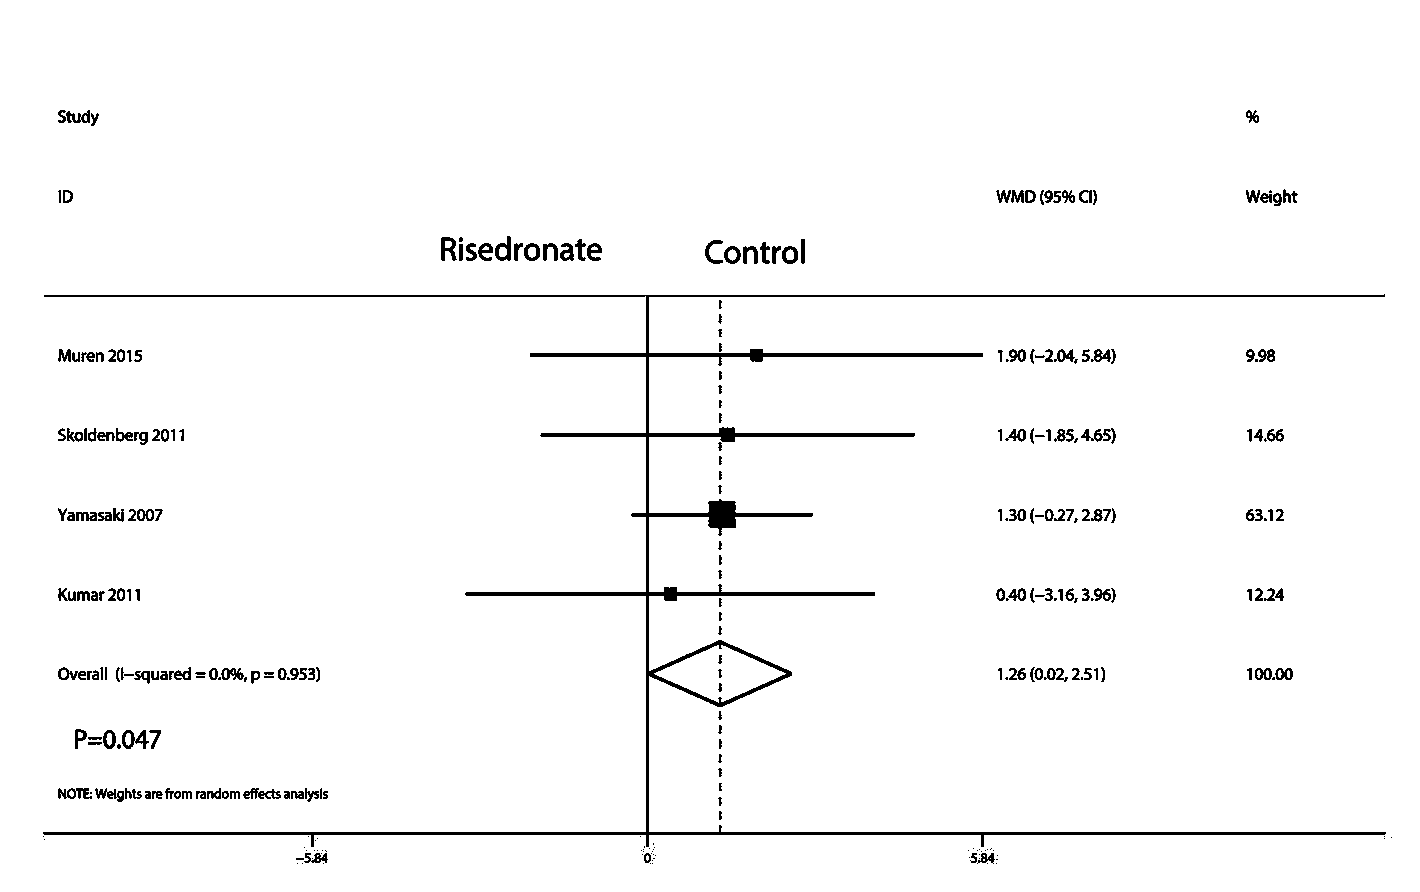 Study %
ID WMD (95% CI) Weight
Risedronate Control
Muren 2015 1.90 (−2.04, 5.84) 9.98
Skoldenberg 2011 1.40 (−1.85, 4.65) 14.66
Yamasaki 2007 1.30 (−0.27, 2.87) 63.12
Kumar 2011 0.40 (−3.16, 3.96) 12.24
Overall (I−squared = 0.0%, p = 0.953) 1.26 (0.02, 2.51) 100.00
P=0.047
NOTE: Weights are from random effects analysis
−5.84 0 5.84